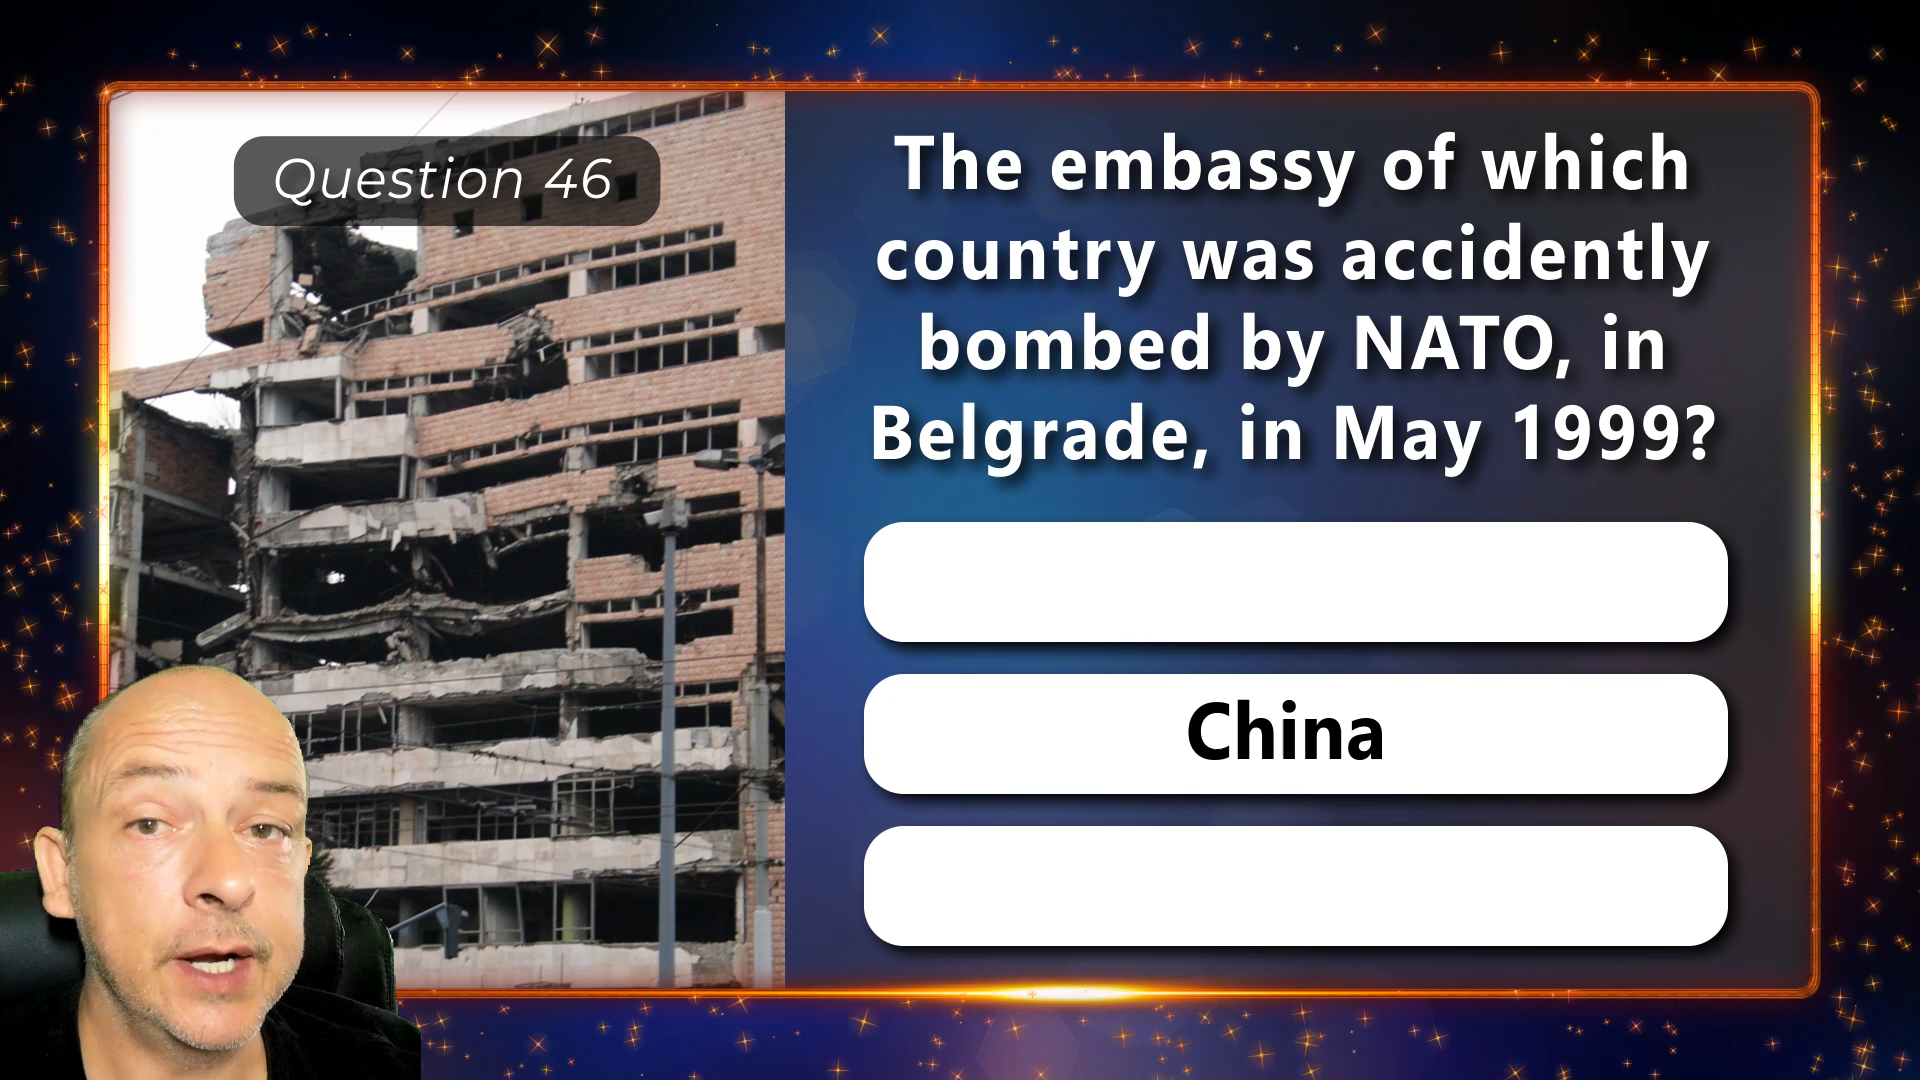 Question 46
The embassy of which
country was accidently
bombed by NATO, in
Belgrade, in May 1999?
China